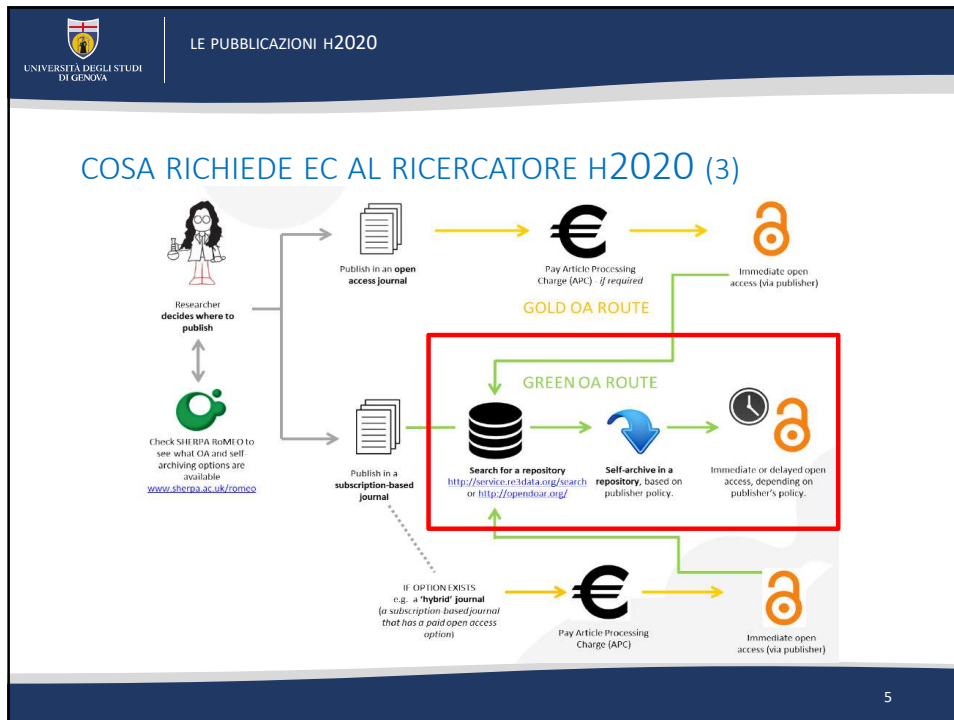 UNIVERSITÀ DEGLI STUDI
DI GENOVA
LE PUBBLICAZIONI H2020
COSA RICHIEDE EC AL RICERCATORE H2020 (3)
Researcher
decides where to
publish
Check SHERPA RoMEO to
see what OA and self-
archiving options are
available
www.sherpa.ac.uk/romeo
Publish in an open
access journal
Pay Article Processing
Charge (APC) - if required
Immediate open
access (via publisher)
GOLD OA ROUTE
GREEN OA ROUTE
Publish in a
subscription-based
journal
Search for a repository
http://service.re3data.org/search
or http://opendoar.org/
Self-archive in a
repository, based on
publisher policy.
Immediate or delayed open
access, depending on
publisher's policy.
IF OPTION EXISTS
e.g. a 'hybrid' journal
(a subscription-based journal
that has a paid open access
option)
Pay Article Processing
Charge (APC)
Immediate open
access (via publisher)
5